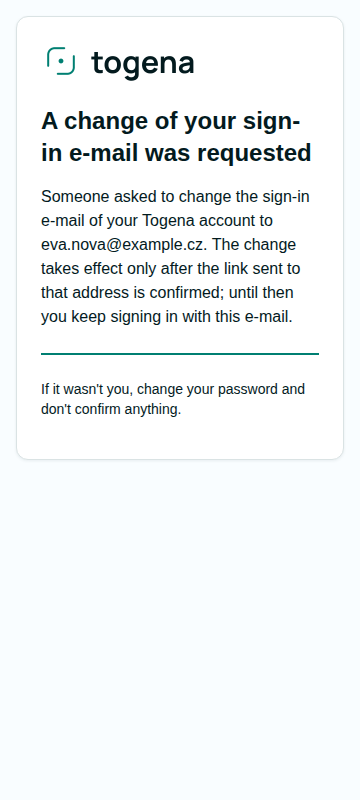 togena
A change of your sign-
in e-mail was requested
Someone asked to change the sign-in
e-mail of your Togena account to
eva.nova@example.cz. The change
takes effect only after the link sent to
that address is confirmed; until then
you keep signing in with this e-mail.
If it wasn't you, change your password and
don't confirm anything.